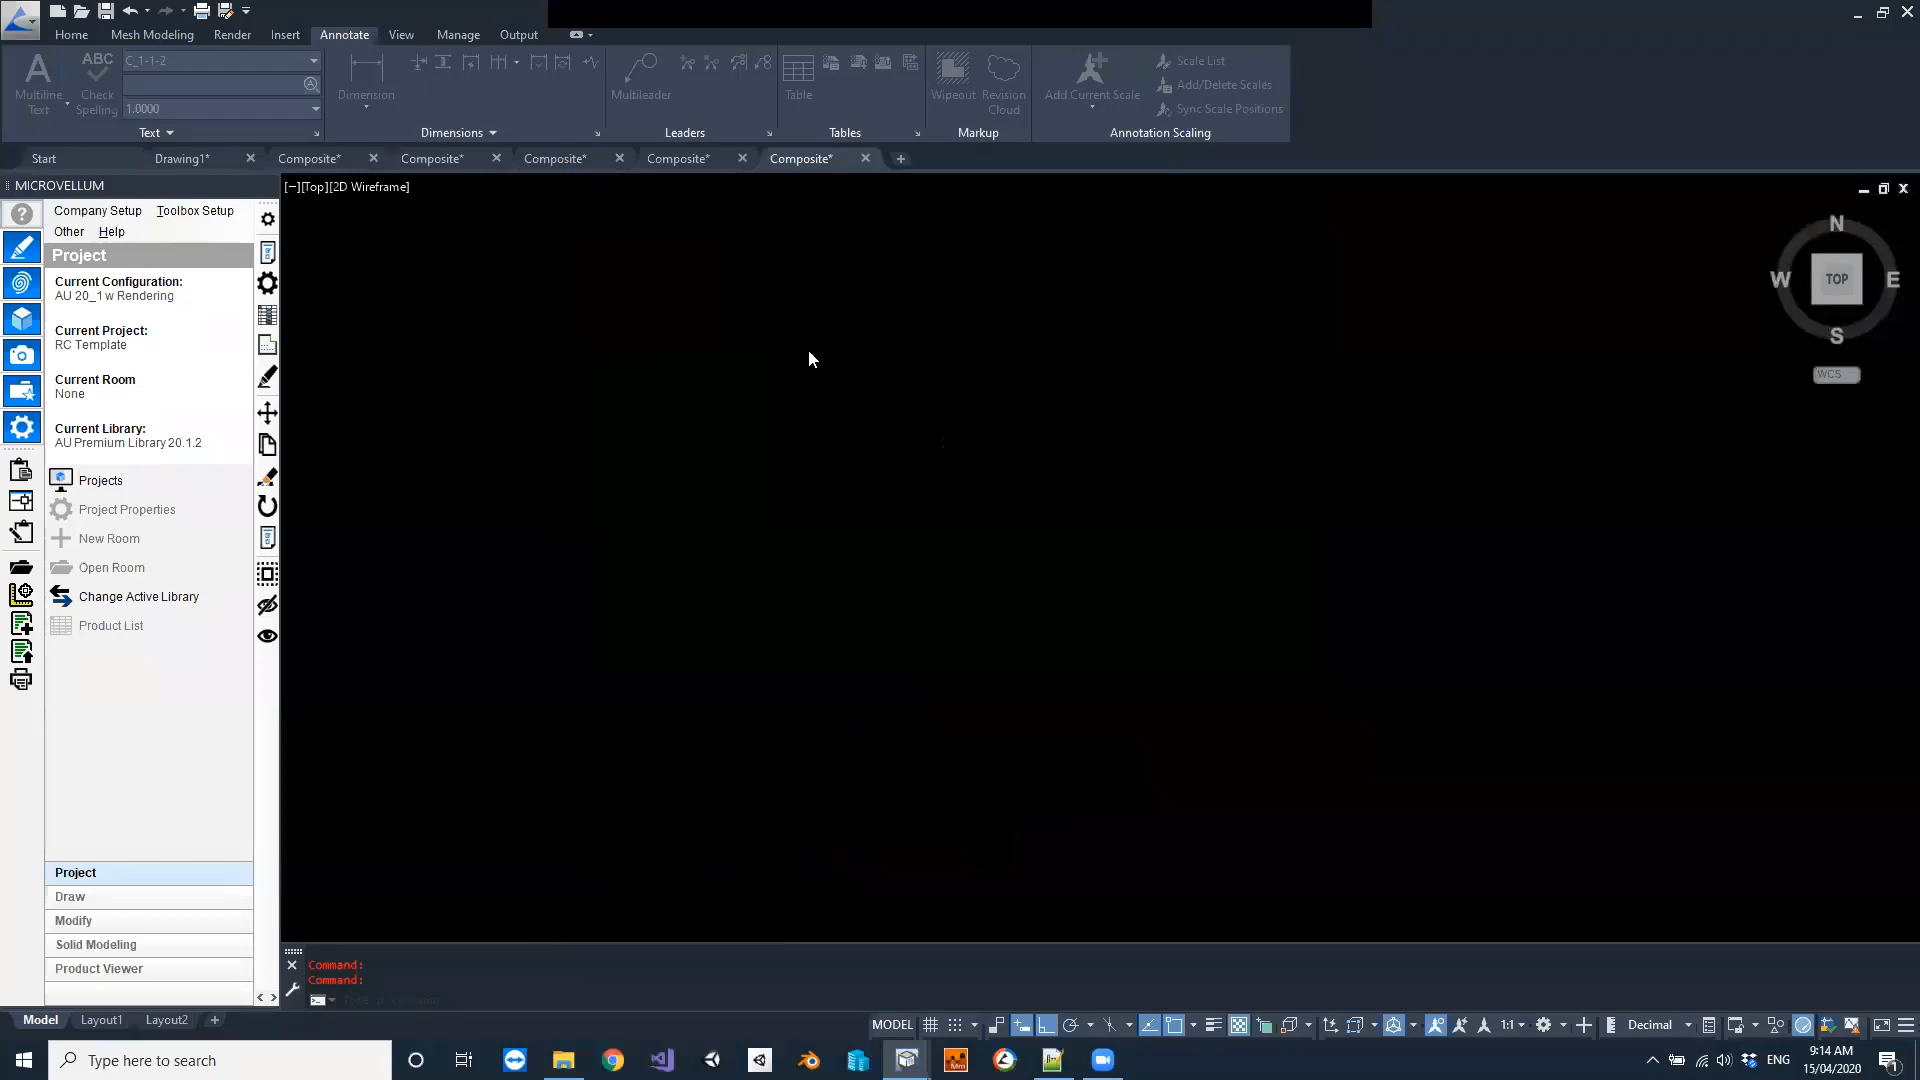 Home Mesh Modeling Render Insert Annotate View Manage Output
A ABC C_1-1-2
Multiline Text Check Spelling 1.0000
Dimension
Multileader
Table
Wipeout Revision Cloud
Add Current Scale
Scale List
Add/Delete Scales
Sync Scale Positions
Text Dimensions Leaders Tables Markup Annotation Scaling
Start Drawing1* Composite* Composite* Composite* Composite* Composite*
MICROVELLUM
[−][Top][2D Wireframe]
Company Setup Toolbox Setup
Other Help
Project
Current Configuration:
AU 20_1 w Rendering
Current Project:
RC Template
Current Room
None
Current Library:
AU Premium Library 20.1.2
Projects
Project Properties
New Room
Open Room
Change Active Library
Product List
N
W TOP E
S
WCS
Project
Draw
Modify
Solid Modeling
Product Viewer
Command:
Command:
Model Layout1 Layout2
MODEL 1:1 Decimal
Type here to search
ENG
9:14 AM
15/04/2020